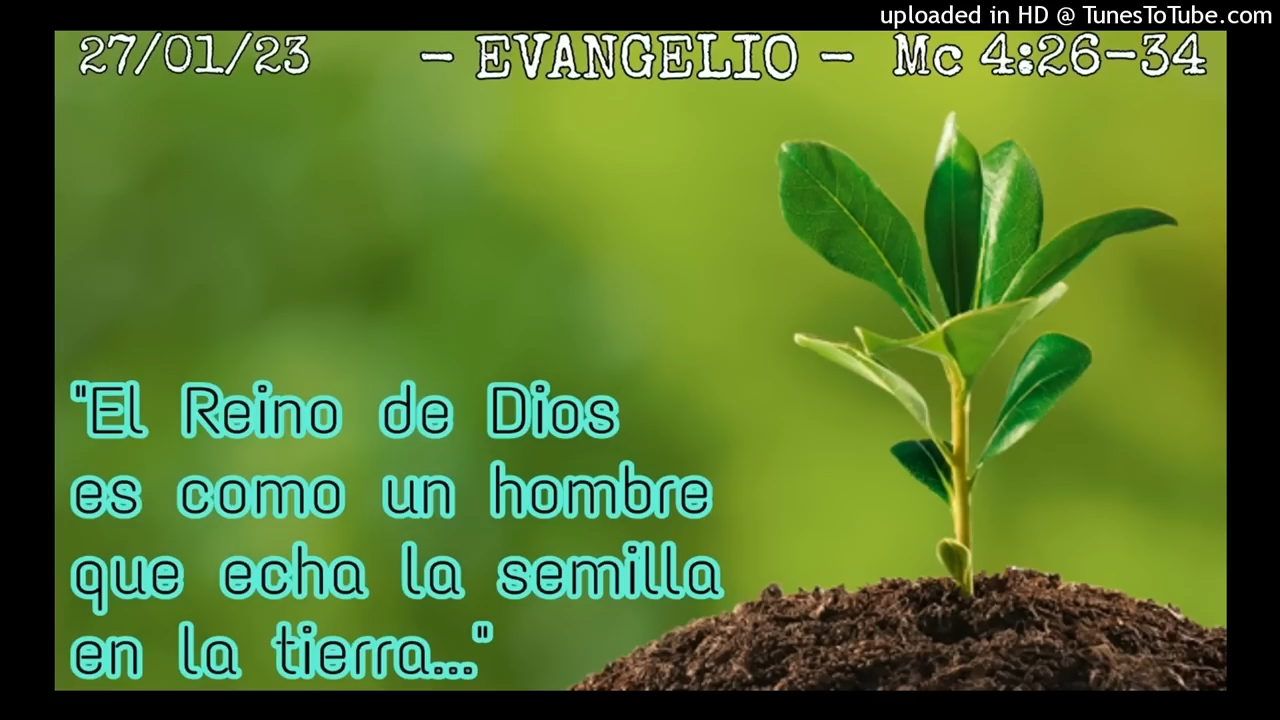 uploaded in HD @ TunesToTube.com
27/01/23 - EVANGELIO - Mc 4:26-34
"El Reino de Dios
es como un hombre
que echa la semilla
en la tierra..."